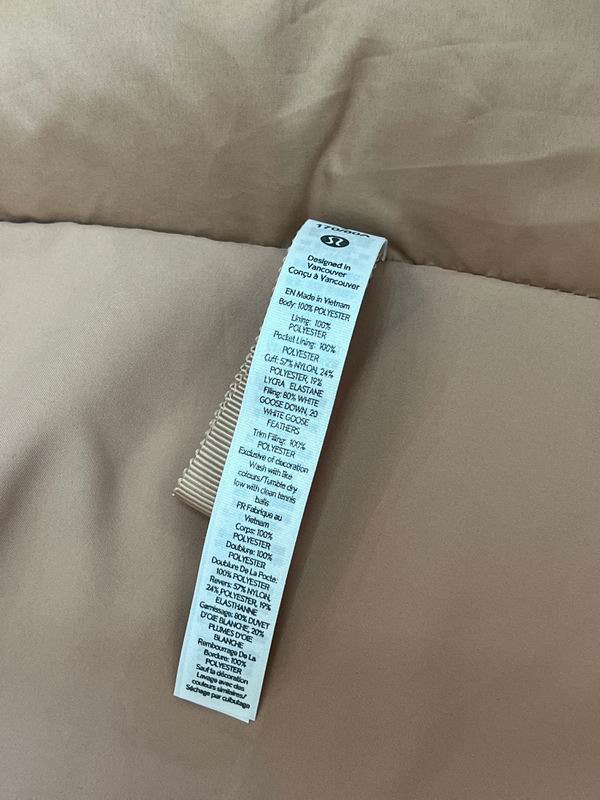 170/80A
Designed in
Vancouver
Conçu à Vancouver
EN Made in Vietnam
Body: 100% POLYESTER
Lining: 100%
POLYESTER
Pocket Lining: 100%
POLYESTER
Cuff: 57% NYLON, 24%
POLYESTER, 19%
LYCRA ELASTANE
Filling: 80% WHITE
GOOSE DOWN, 20
WHITE GOOSE
FEATHERS
Trim Filling: 100%
POLYESTER
Exclusive of decoration
Wash with like
colours/Tumble dry
low with clean tennis
balls
FR Fabriqué au
Vietnam
Corps: 100%
POLYESTER
Doublure: 100%
POLYESTER
Doublure De La Poche:
100% POLYESTER
Revers: 57% NYLON,
24% POLYESTER, 19%
ELASTHANNE
Garnissage: 80% DUVET
D'OIE BLANCHE, 20%
PLUMES D'OIE
BLANCHE
Rembourrage De La
Bordure: 100%
POLYESTER
Sauf la décoration
Lavage avec des
couleurs similaires/
Séchage par culbutage